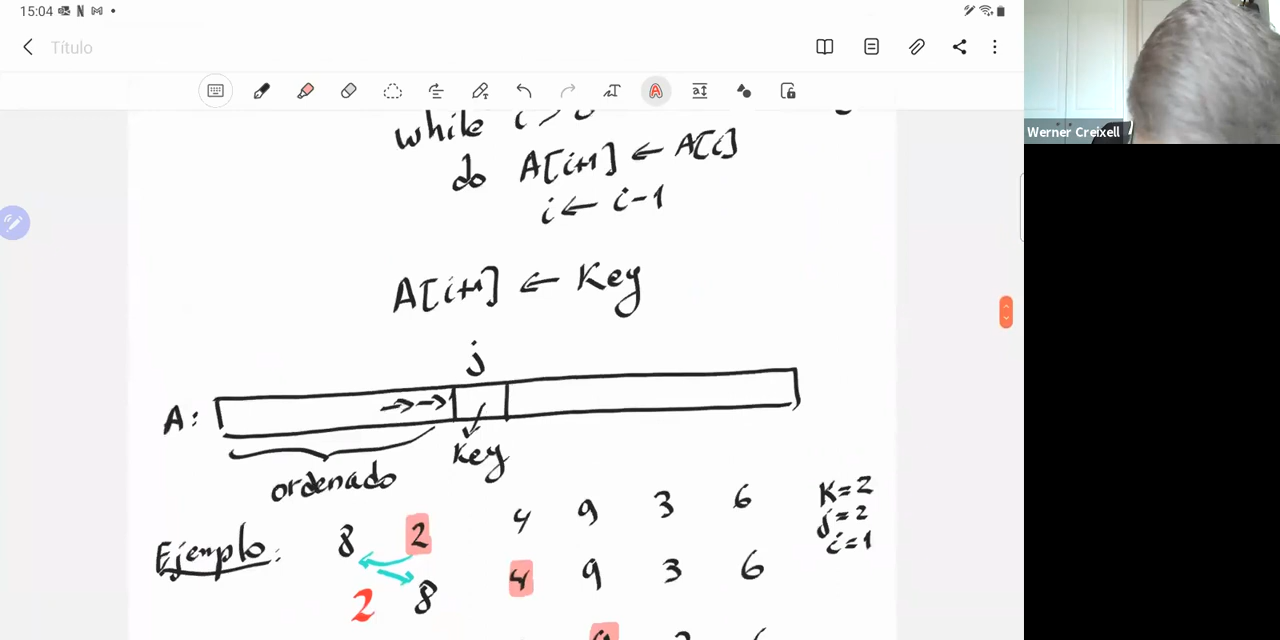 15:04
Título
Werner Creixell
while i > 0
do A[i+1] ← A[i]
i ← i-1
A[i+1] ← Key
j
A:
Key
ordenado
Ejemplo: 8 2 4 9 3 6
K=2
j=2
i=1
2 8 4 9 3 6